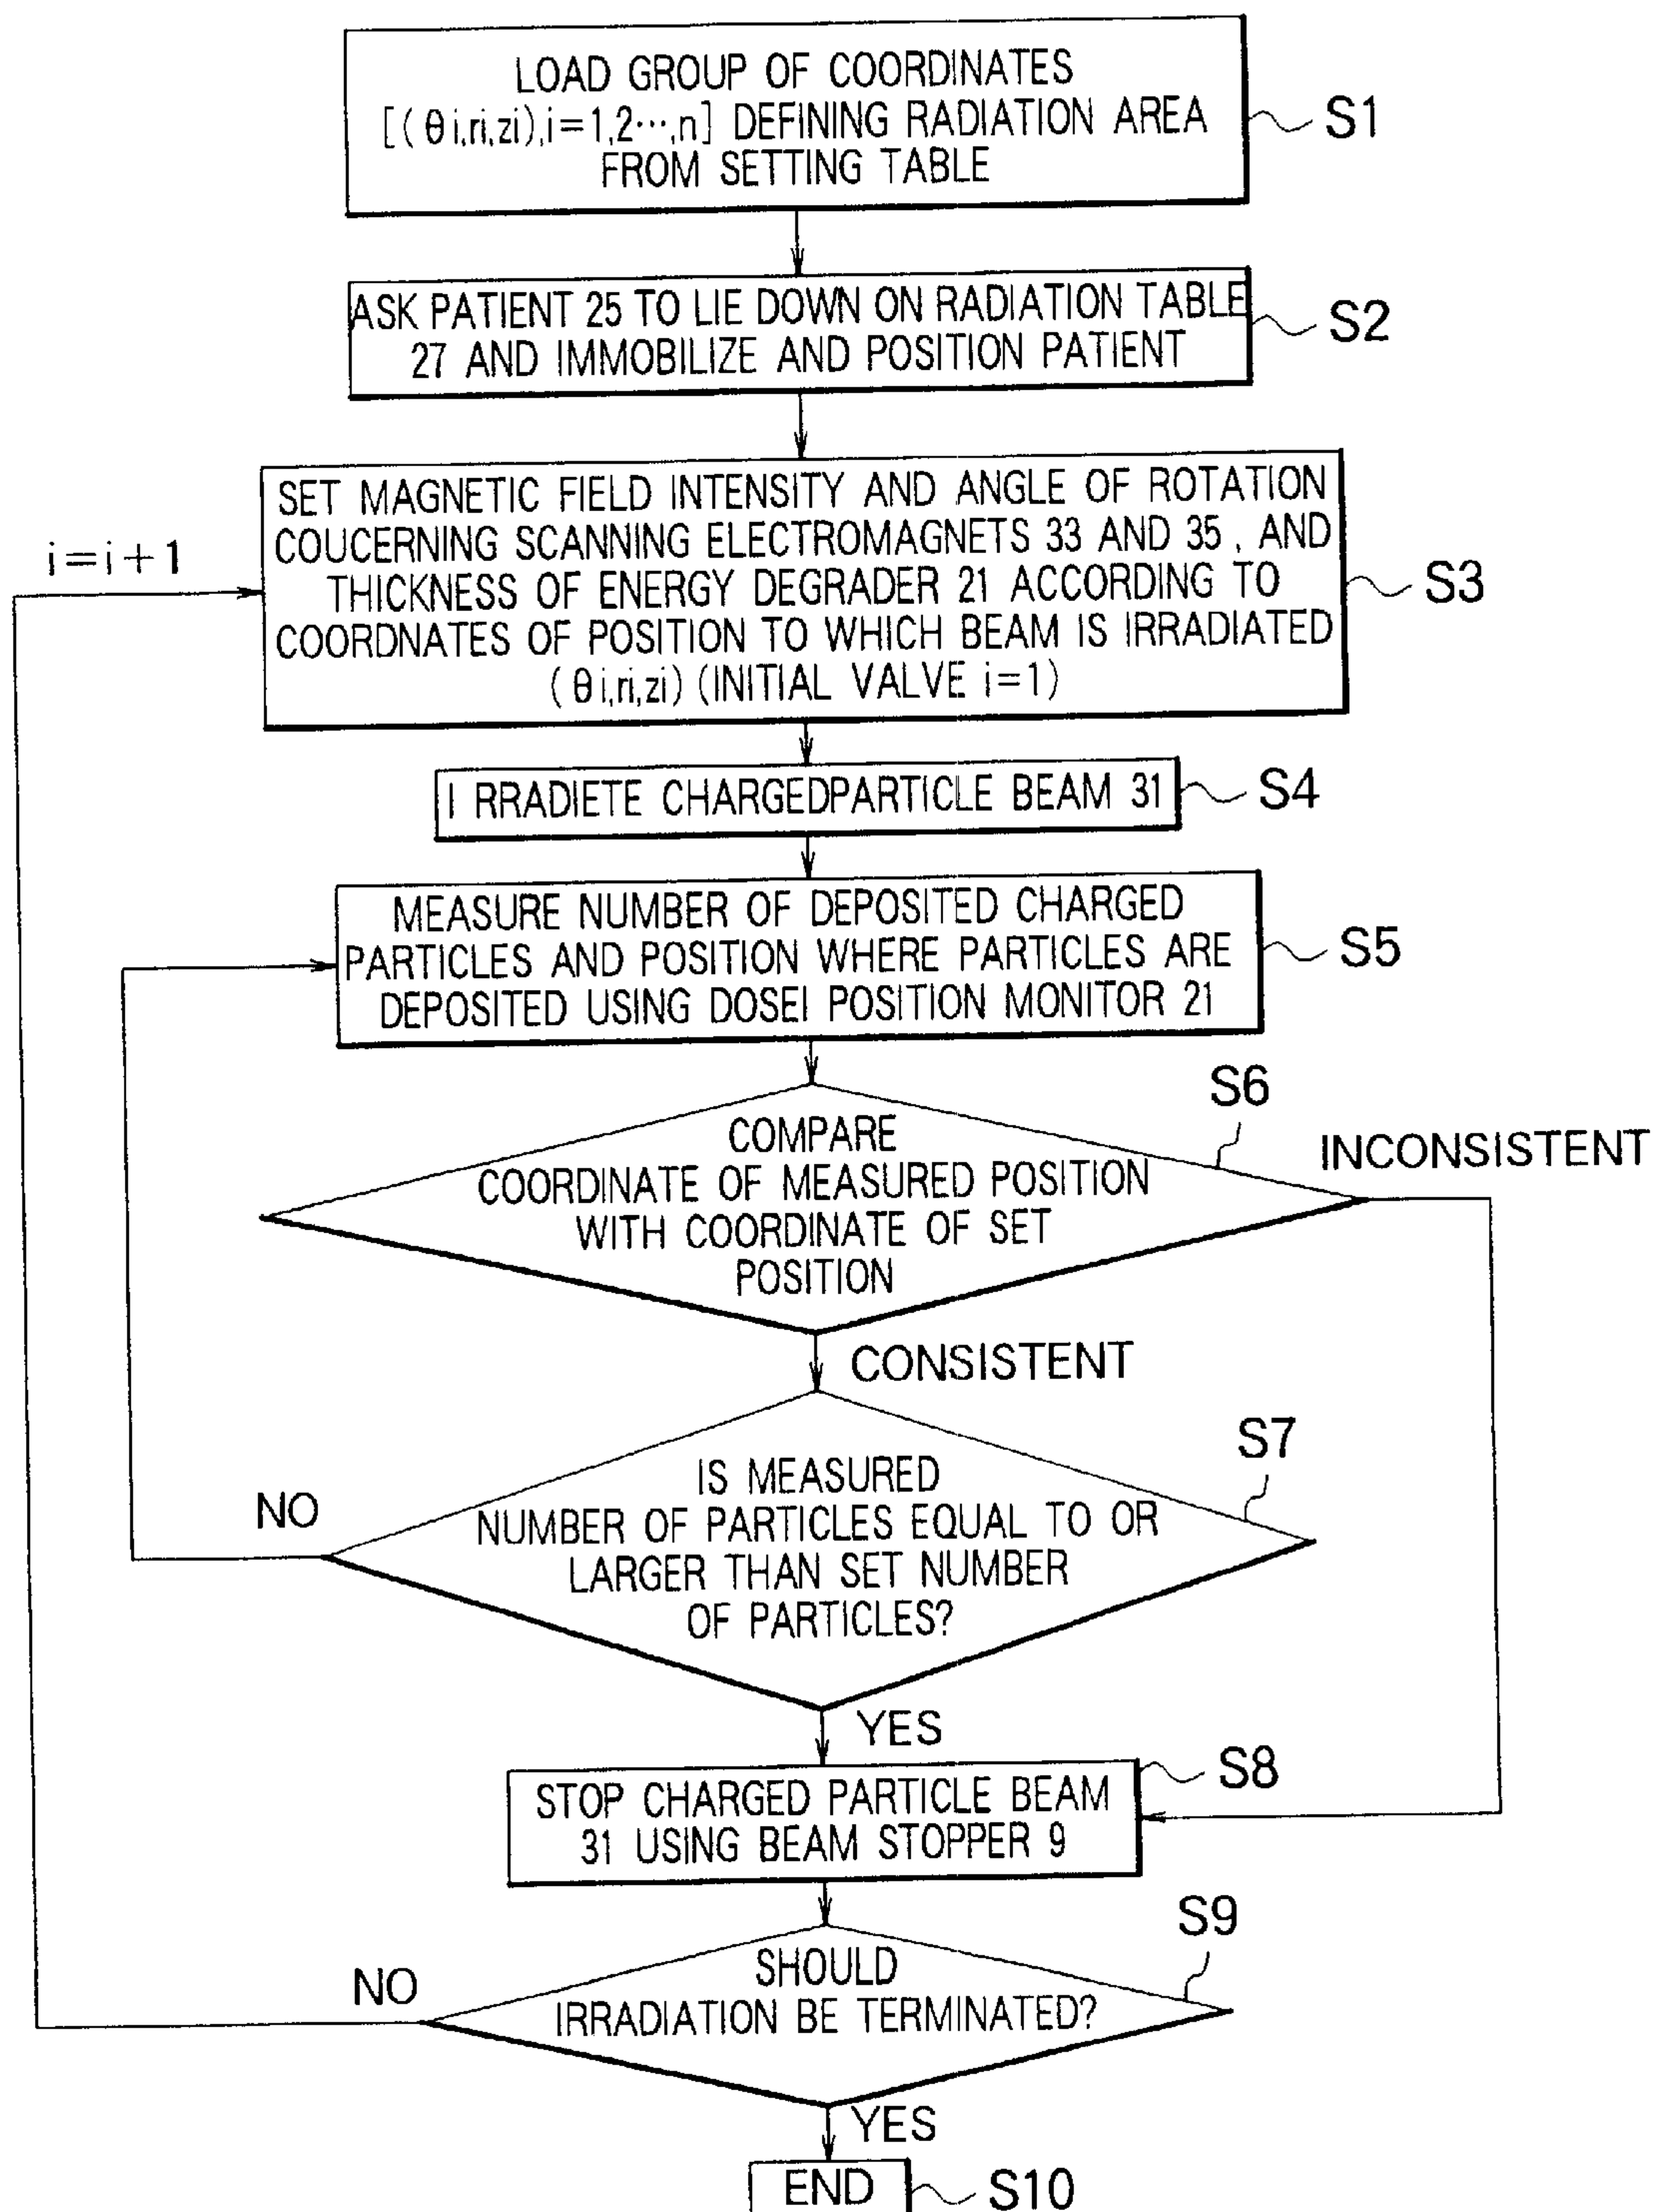 LOAD GROUP OF COORDINATES
[(θi,ri,zi),i=1,2···,n] DEFINING RADIATION AREA
FROM SETTING TABLE
S1
ASK PATIENT 25 TO LIE DOWN ON RADIATION TABLE
27 AND IMMOBILIZE AND POSITION PATIENT
S2
i=i+1
SET MAGNETIC FIELD INTENSITY AND ANGLE OF ROTATION
COUCERNING SCANNING ELECTROMAGNETS 33 AND 35, AND
THICKNESS OF ENERGY DEGRADER 21 ACCORDING TO
COORDNATES OF POSITION TO WHICH BEAM IS IRRADIATED
(θi,ri,zi) (INITIAL VALVE i=1)
S3
I RRADIETE CHARGEDPARTICLE BEAM 31
S4
MEASURE NUMBER OF DEPOSITED CHARGED
PARTICLES AND POSITION WHERE PARTICLES ARE
DEPOSITED USING DOSEI POSITION MONITOR 21
S5
S6
COMPARE
COORDINATE OF MEASURED POSITION
WITH COORDINATE OF SET
POSITION
INCONSISTENT
CONSISTENT
S7
IS MEASURED
NUMBER OF PARTICLES EQUAL TO OR
LARGER THAN SET NUMBER
OF PARTICLES?
NO
YES
S8
STOP CHARGED PARTICLE BEAM
31 USING BEAM STOPPER 9
S9
SHOULD
IRRADIATION BE TERMINATED?
NO
YES
END
S10